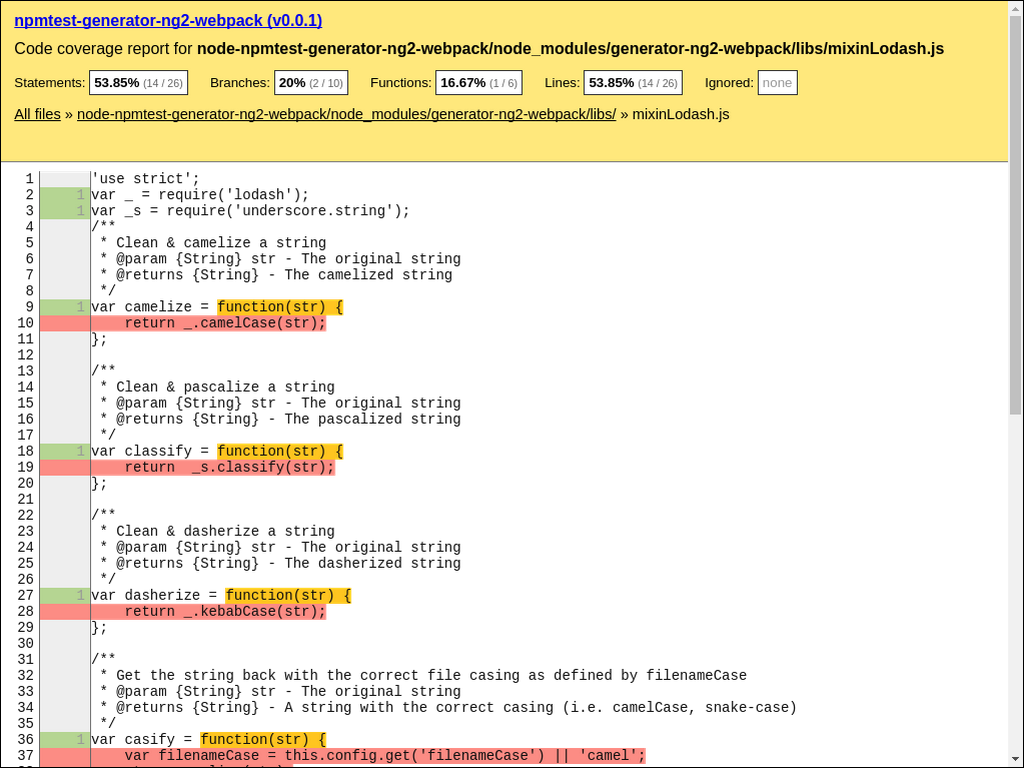 npmtest-generator-ng2-webpack (v0.0.1)
Code coverage report for node-npmtest-generator-ng2-webpack/node_modules/generator-ng2-webpack/libs/mixinLodash.js
Statements: 53.85% (14 / 26) Branches: 20% (2 / 10) Functions: 16.67% (1 / 6) Lines: 53.85% (14 / 26) Ignored: none
All files » node-npmtest-generator-ng2-webpack/node_modules/generator-ng2-webpack/libs/ » mixinLodash.js
1 'use strict';
2 1 var _ = require('lodash');
3 1 var _s = require('underscore.string');
4 /**
5 * Clean & camelize a string
6 * @param {String} str - The original string
7 * @returns {String} - The camelized string
8 */
9 1 var camelize = function(str) {
10 return _.camelCase(str);
11 };
12
13 /**
14 * Clean & pascalize a string
15 * @param {String} str - The original string
16 * @returns {String} - The pascalized string
17 */
18 1 var classify = function(str) {
19 return  _s.classify(str);
20 };
21
22 /**
23 * Clean & dasherize a string
24 * @param {String} str - The original string
25 * @returns {String} - The dasherized string
26 */
27 1 var dasherize = function(str) {
28 return _.kebabCase(str);
29 };
30
31 /**
32 * Get the string back with the correct file casing as defined by filenameCase
33 * @param {String} str - The original string
34 * @returns {String} - A string with the correct casing (i.e. camelCase, snake-case)
35 */
36 1 var casify = function(str) {
37 var filenameCase = this.config.get('filenameCase') || 'camel';